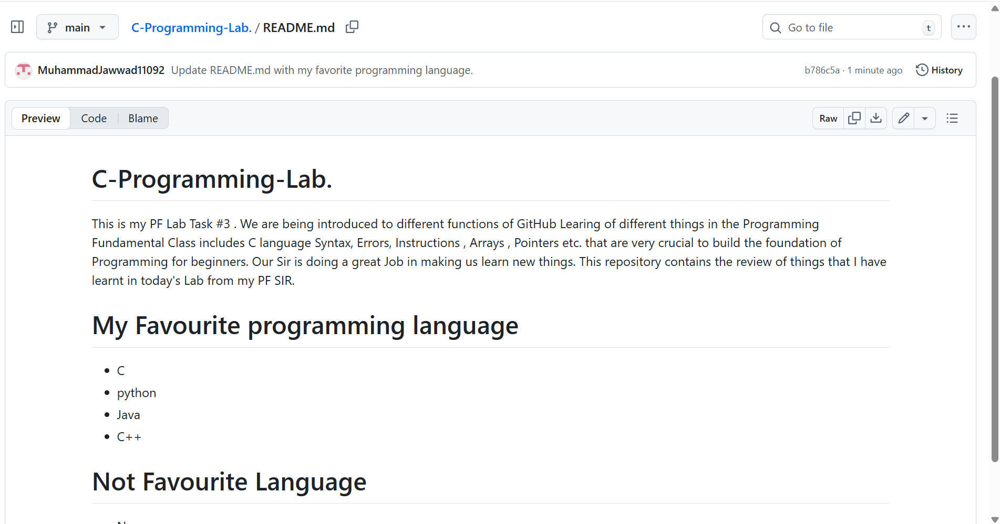 main
C-Programming-Lab. / README.md
Go to file
t
MuhammadJawwad11092 Update README.md with my favorite programming language.
b786c5a · 1 minute ago
History
Preview
Code
Blame
Raw
C-Programming-Lab.
This is my PF Lab Task #3 . We are being introduced to different functions of GitHub Learing of different things in the Programming
Fundamental Class includes C language Syntax, Errors, Instructions , Arrays , Pointers etc. that are very crucial to build the foundation of
Programming for beginners. Our Sir is doing a great Job in making us learn new things. This repository contains the review of things that I have
learnt in today's Lab from my PF SIR.
My Favourite programming language
C
python
Java
C++
Not Favourite Language